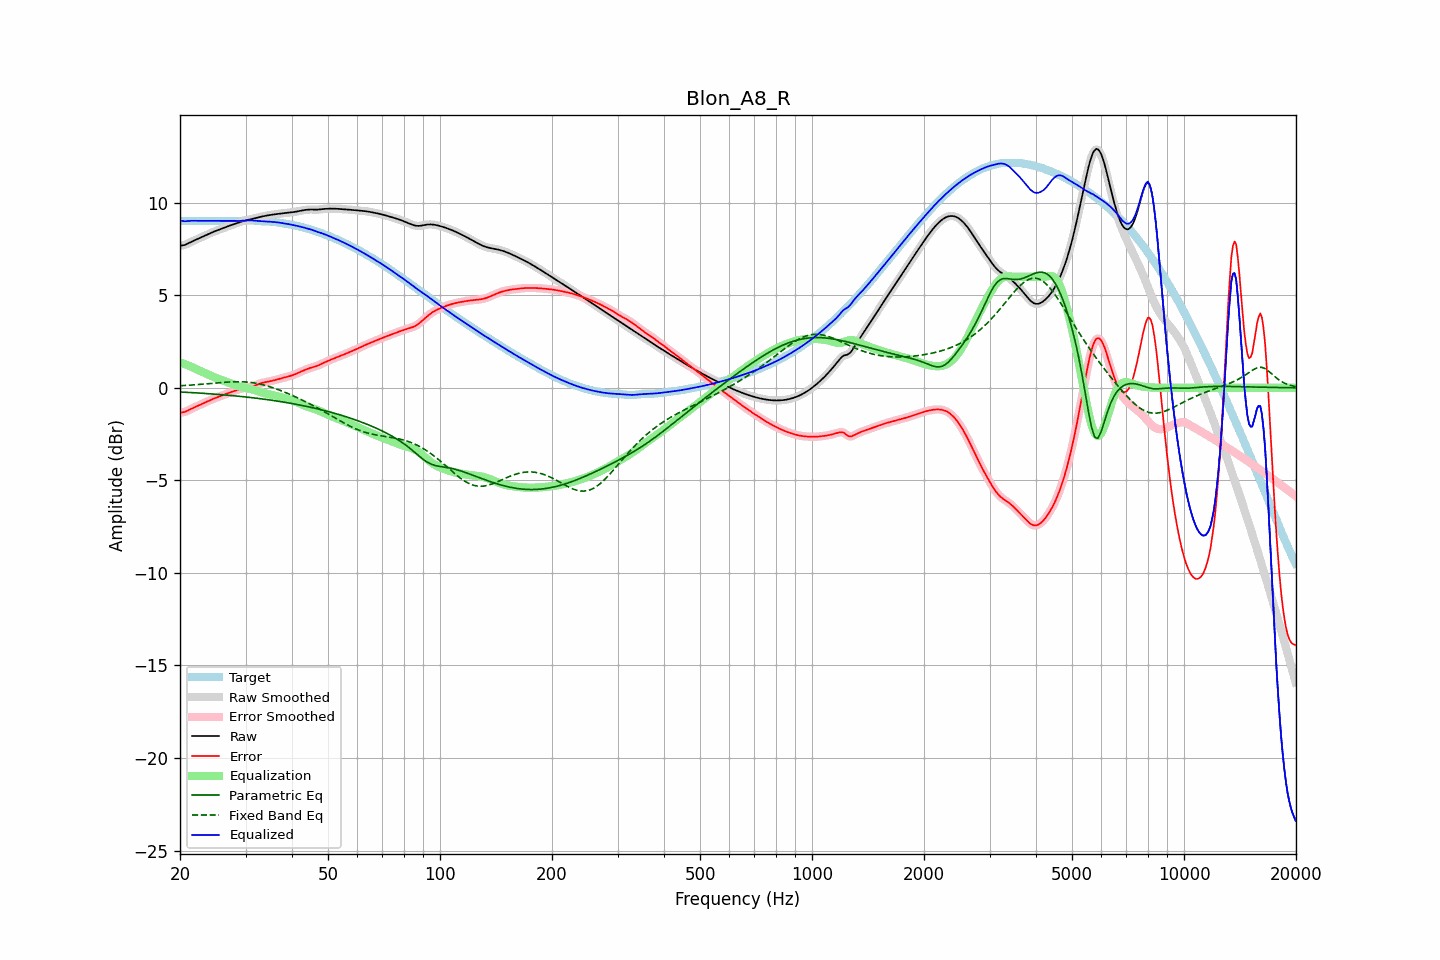 Blon_A8_R
Amplitude (dBr)
10
5
0
−5
−10
−15
−20
−25
Target
Raw Smoothed
Error Smoothed
Raw
Error
Equalization
Parametric Eq
Fixed Band Eq
Equalized
20 50 100 200 500 1000 2000 5000 10000 20000
Frequency (Hz)